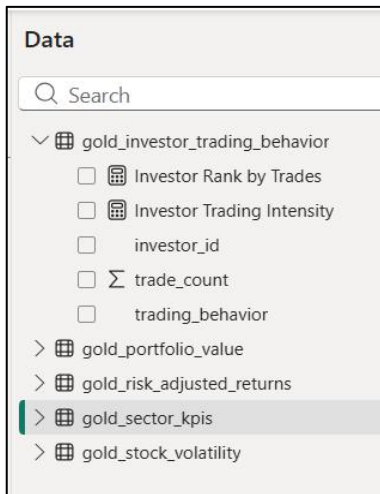 Data
Search
gold_investor_trading_behavior
Investor Rank by Trades
Investor Trading Intensity
investor_id
trade_count
trading_behavior
gold_portfolio_value
gold_risk_adjusted_returns
gold_sector_kpis
gold_stock_volatility